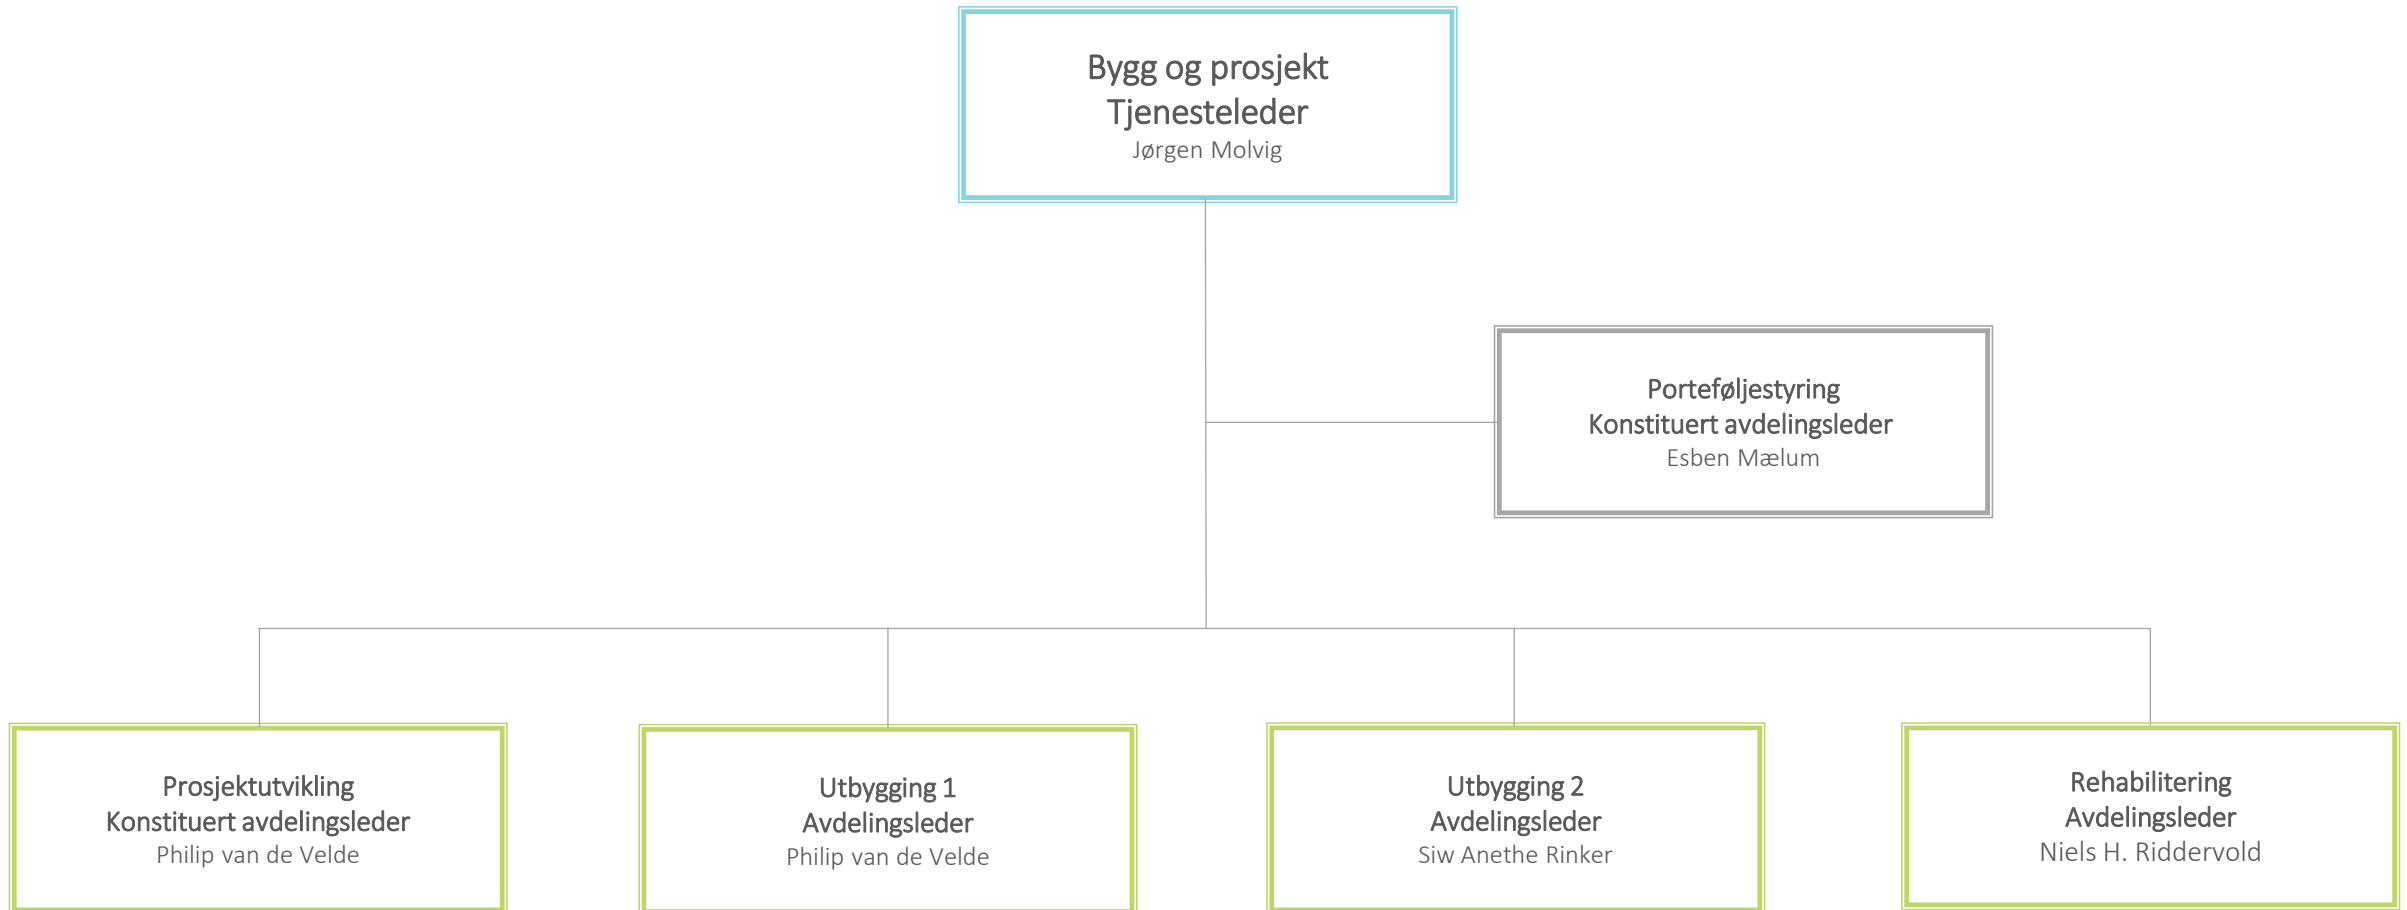 Bygg og prosjekt
Tjenesteleder
Jørgen Molvig
Porteføljestyring
Konstituert avdelingsleder
Esben Mælum
Prosjektutvikling
Konstituert avdelingsleder
Philip van de Velde
Utbygging 1
Avdelingsleder
Philip van de Velde
Utbygging 2
Avdelingsleder
Siw Anethe Rinker
Rehabilitering
Avdelingsleder
Niels H. Riddervold